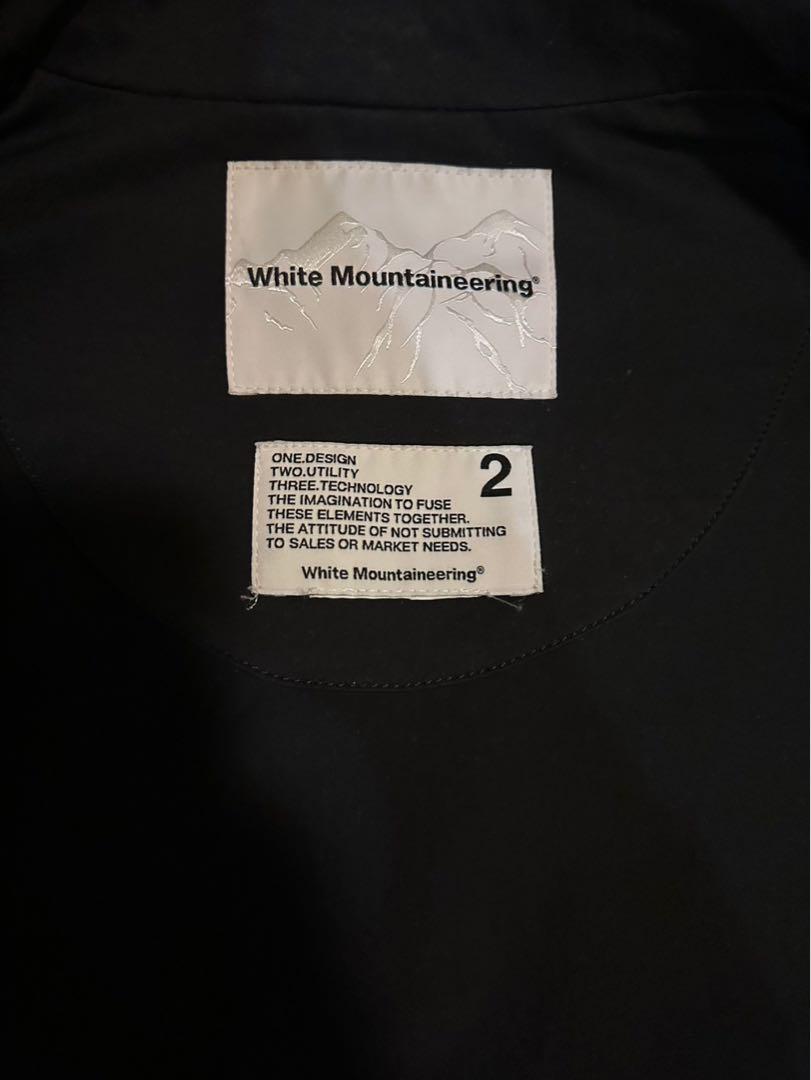 White Mountaineering®
ONE.DESIGN
TWO.UTILITY
THREE.TECHNOLOGY
THE IMAGINATION TO FUSE
THESE ELEMENTS TOGETHER.
THE ATTITUDE OF NOT SUBMITTING
TO SALES OR MARKET NEEDS.
2
White Mountaineering®